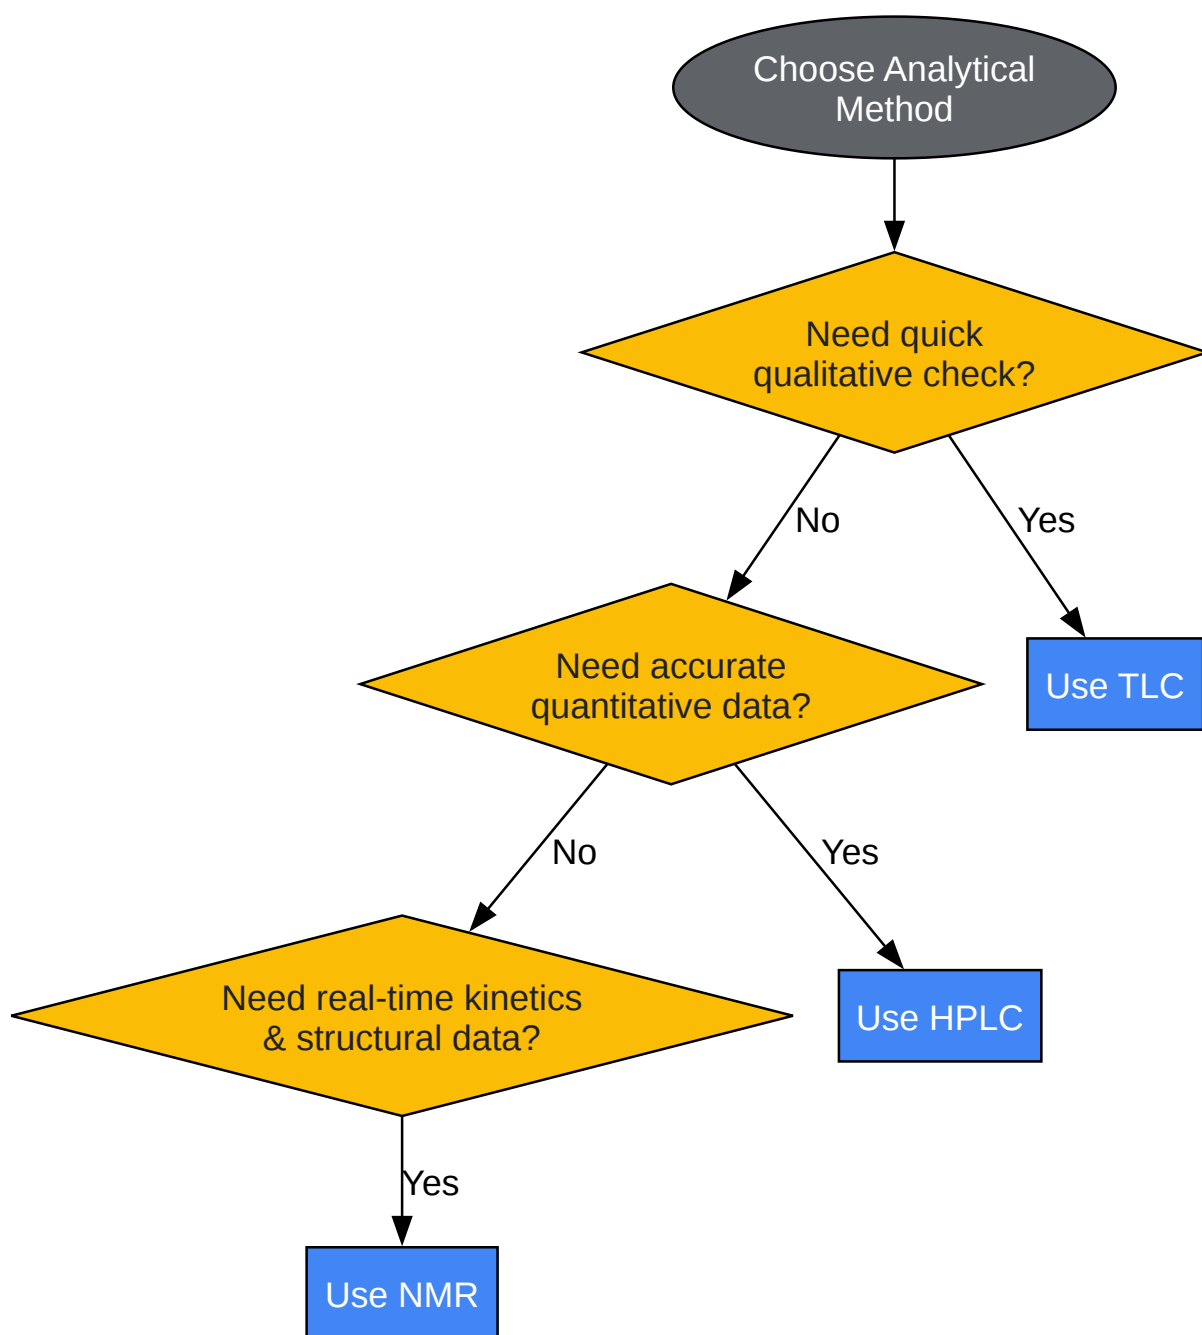 Choose Analytical
Method
Need quick
qualitative check?
No
Yes
Need accurate
quantitative data?
Use TLC
No
Yes
Need real-time kinetics
& structural data?
Use HPLC
Yes
Use NMR